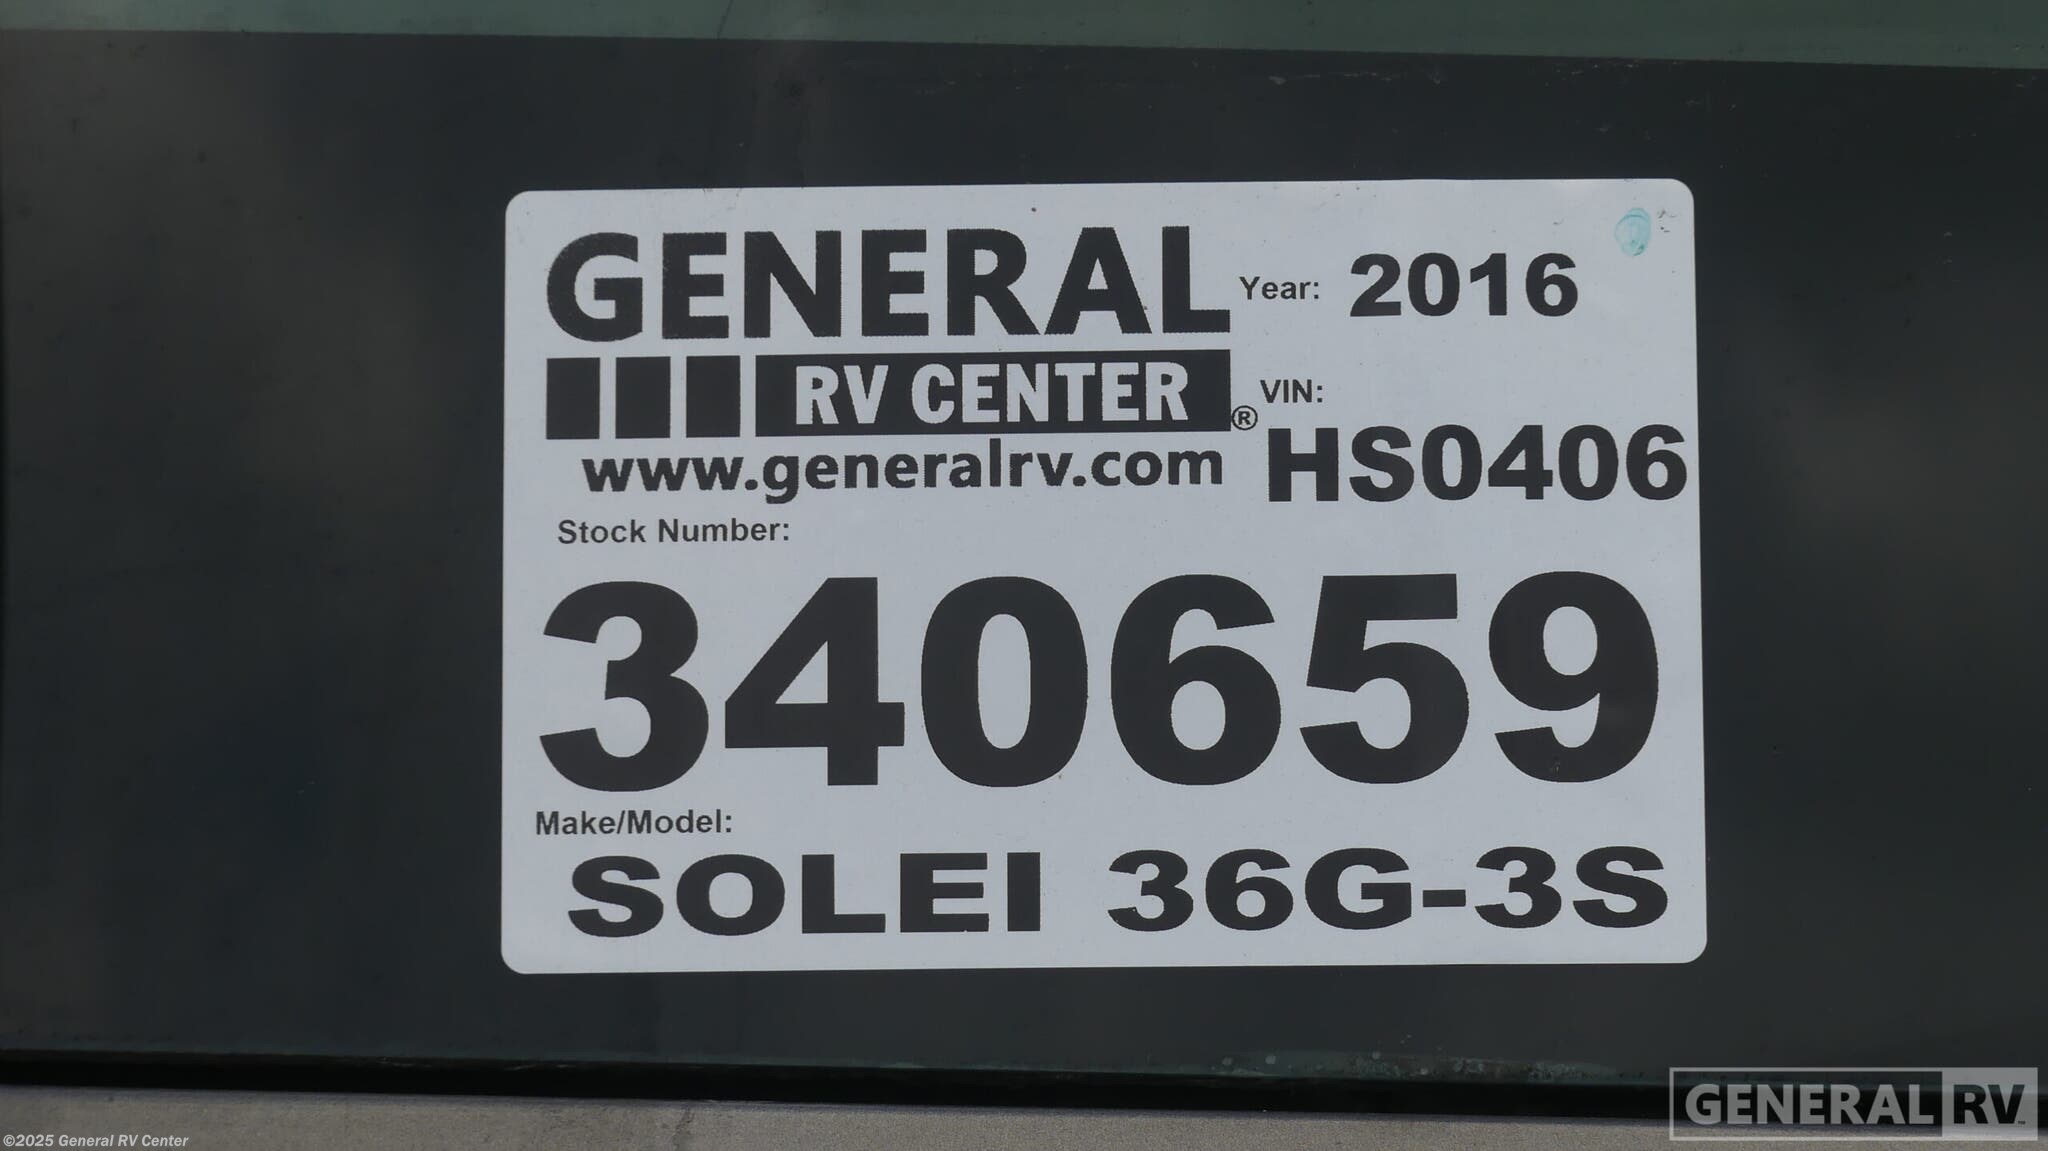 GENERAL
RV CENTER®
www.generalrv.com
Year: 2016
VIN:
HS0406
Stock Number:
340659
Make/Model:
SOLEI 36G-3S
©2025 General RV Center
GENERAL RV™